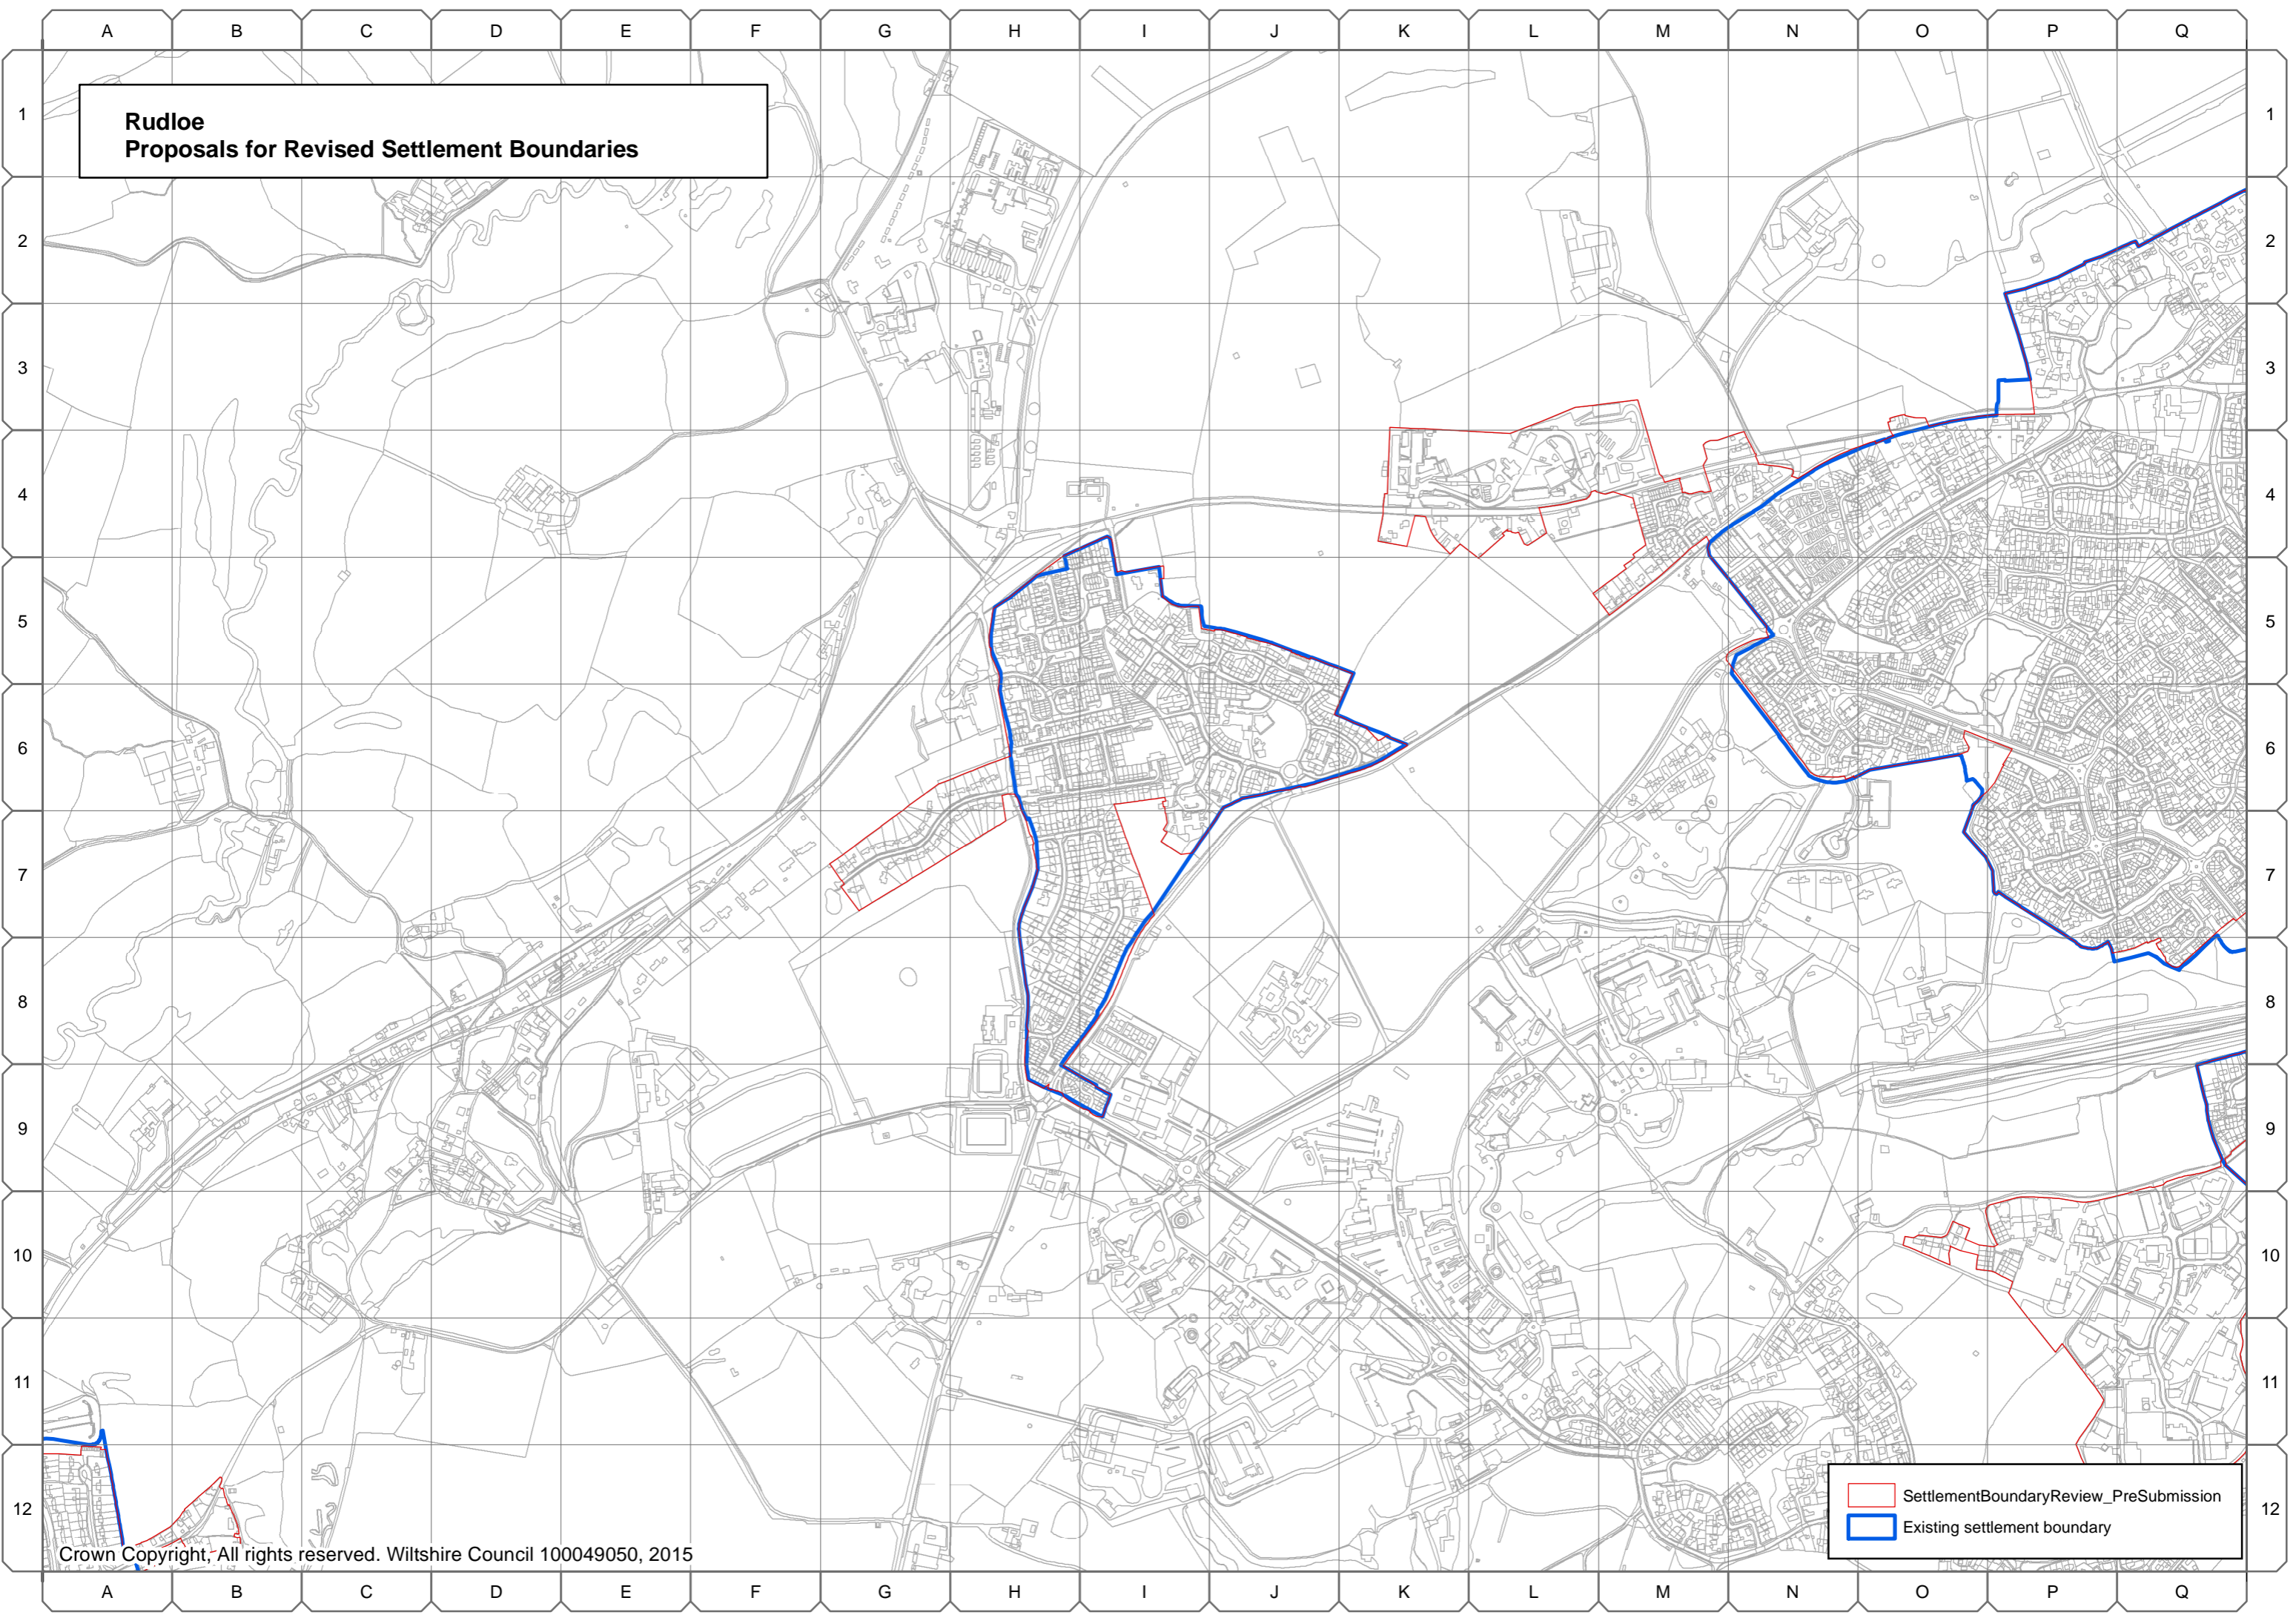 A B C D E F G H I J K L M N O P Q
Rudloe
Proposals for Revised Settlement Boundaries
1 1
2 2
3 3
4 4
5 5
6 6
7 7
8 8
9 9
10 10
11 11
12 12
SettlementBoundaryReview_PreSubmission
Existing settlement boundary
Crown Copyright, All rights reserved. Wiltshire Council 100049050, 2015
A B C D E F G H I J K L M N O P Q